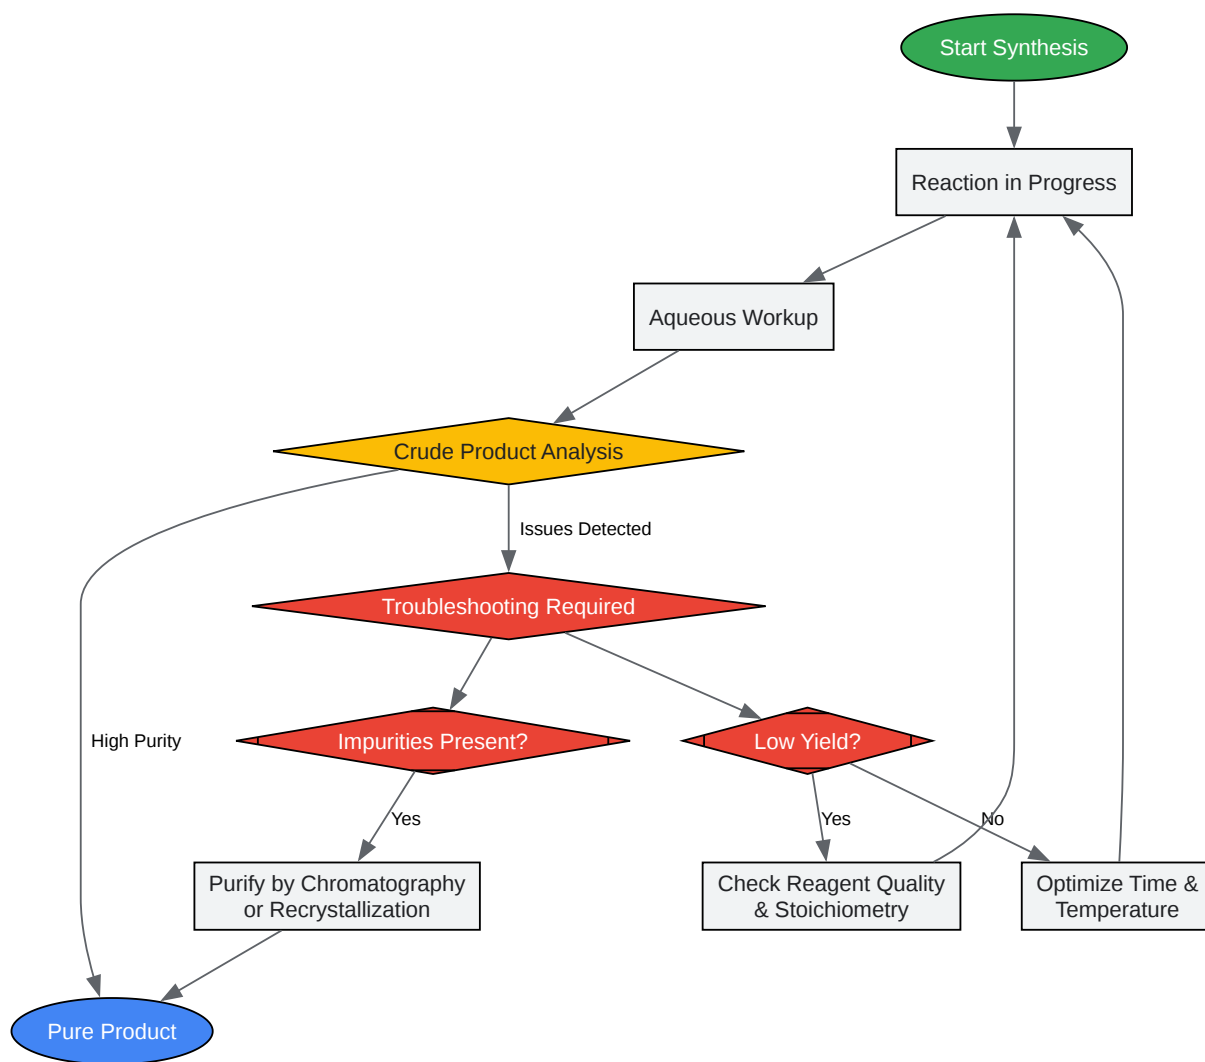 Start Synthesis
Reaction in Progress
Aqueous Workup
Crude Product Analysis
Issues Detected
Troubleshooting Required
High Purity
Impurities Present?
Low Yield?
Yes
Yes
No
Purify by Chromatography
or Recrystallization
Check Reagent Quality
& Stoichiometry
Optimize Time &
Temperature
Pure Product